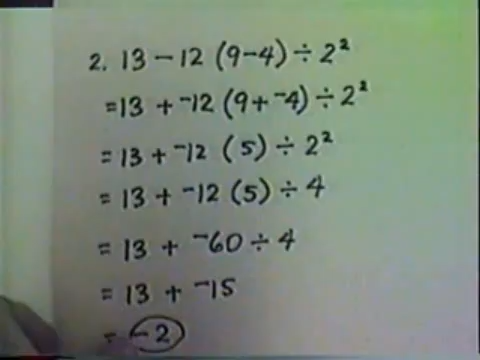 2. 13 − 12 (9−4) ÷ 2²
= 13 + ⁻12 (9 + ⁻4) ÷ 2²
= 13 + ⁻12 (5) ÷ 2²
= 13 + ⁻12 (5) ÷ 4
= 13 + ⁻60 ÷ 4
= 13 + ⁻15
= ⁻2